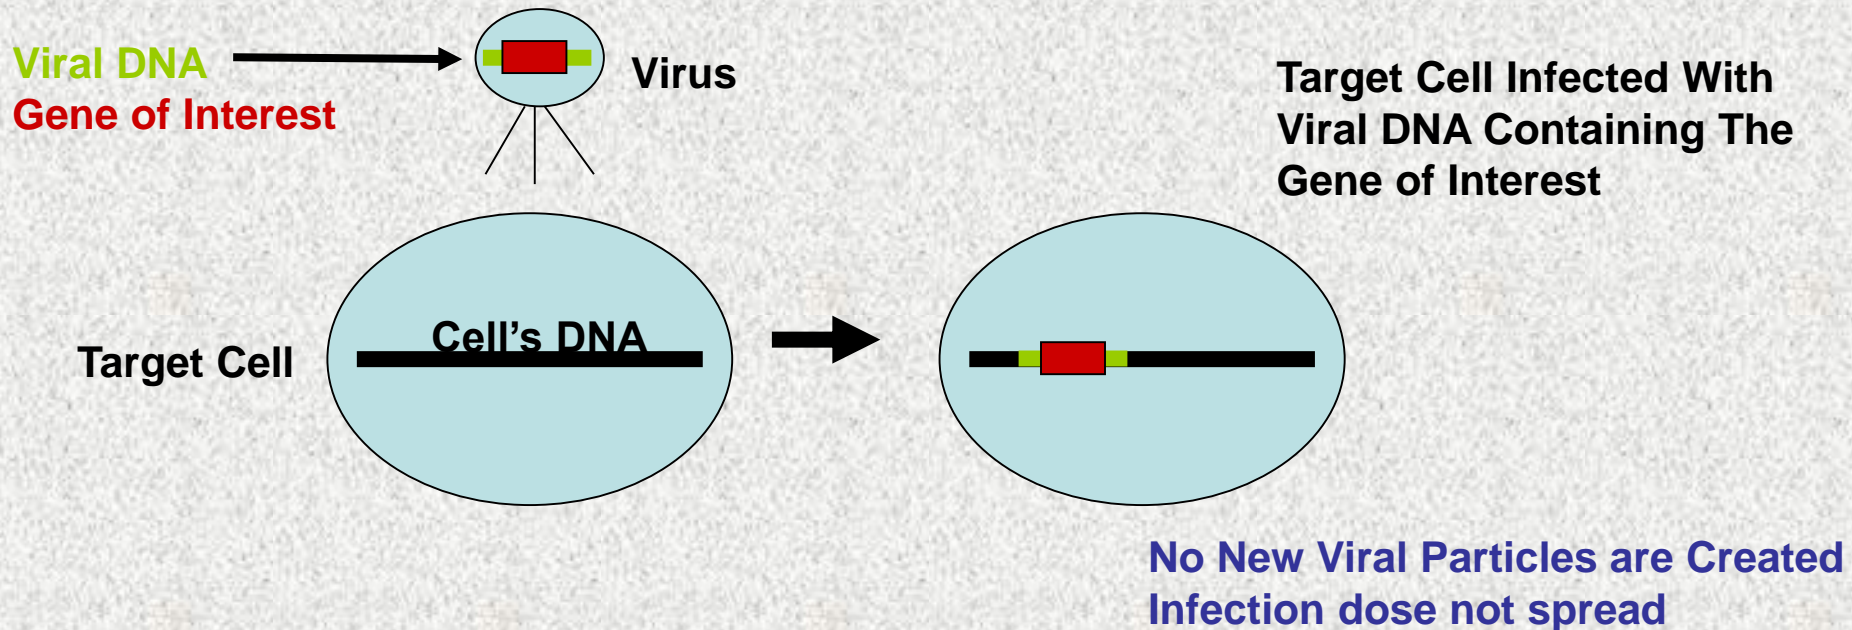 Viral DNA
Gene of Interest
Virus
Target Cell Infected With
Viral DNA Containing The
Gene of Interest
Cell’s DNA
Target Cell
No New Viral Particles are Created
Infection dose not spread